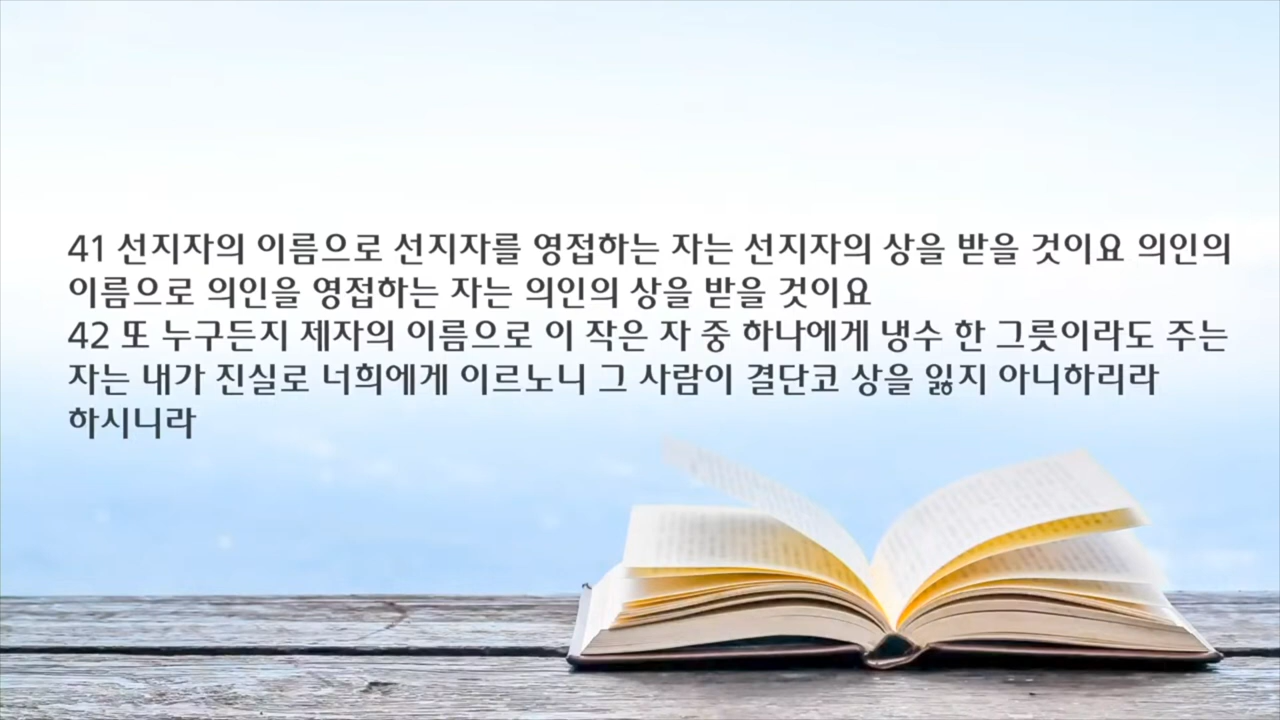 41 선지자의 이름으로 선지자를 영접하는 자는 선지자의 상을 받을 것이요 의인의
이름으로 의인을 영접하는 자는 의인의 상을 받을 것이요
42 또 누구든지 제자의 이름으로 이 작은 자 중 하나에게 냉수 한 그릇이라도 주는
자는 내가 진실로 너희에게 이르노니 그 사람이 결단코 상을 잃지 아니하리라
하시니라